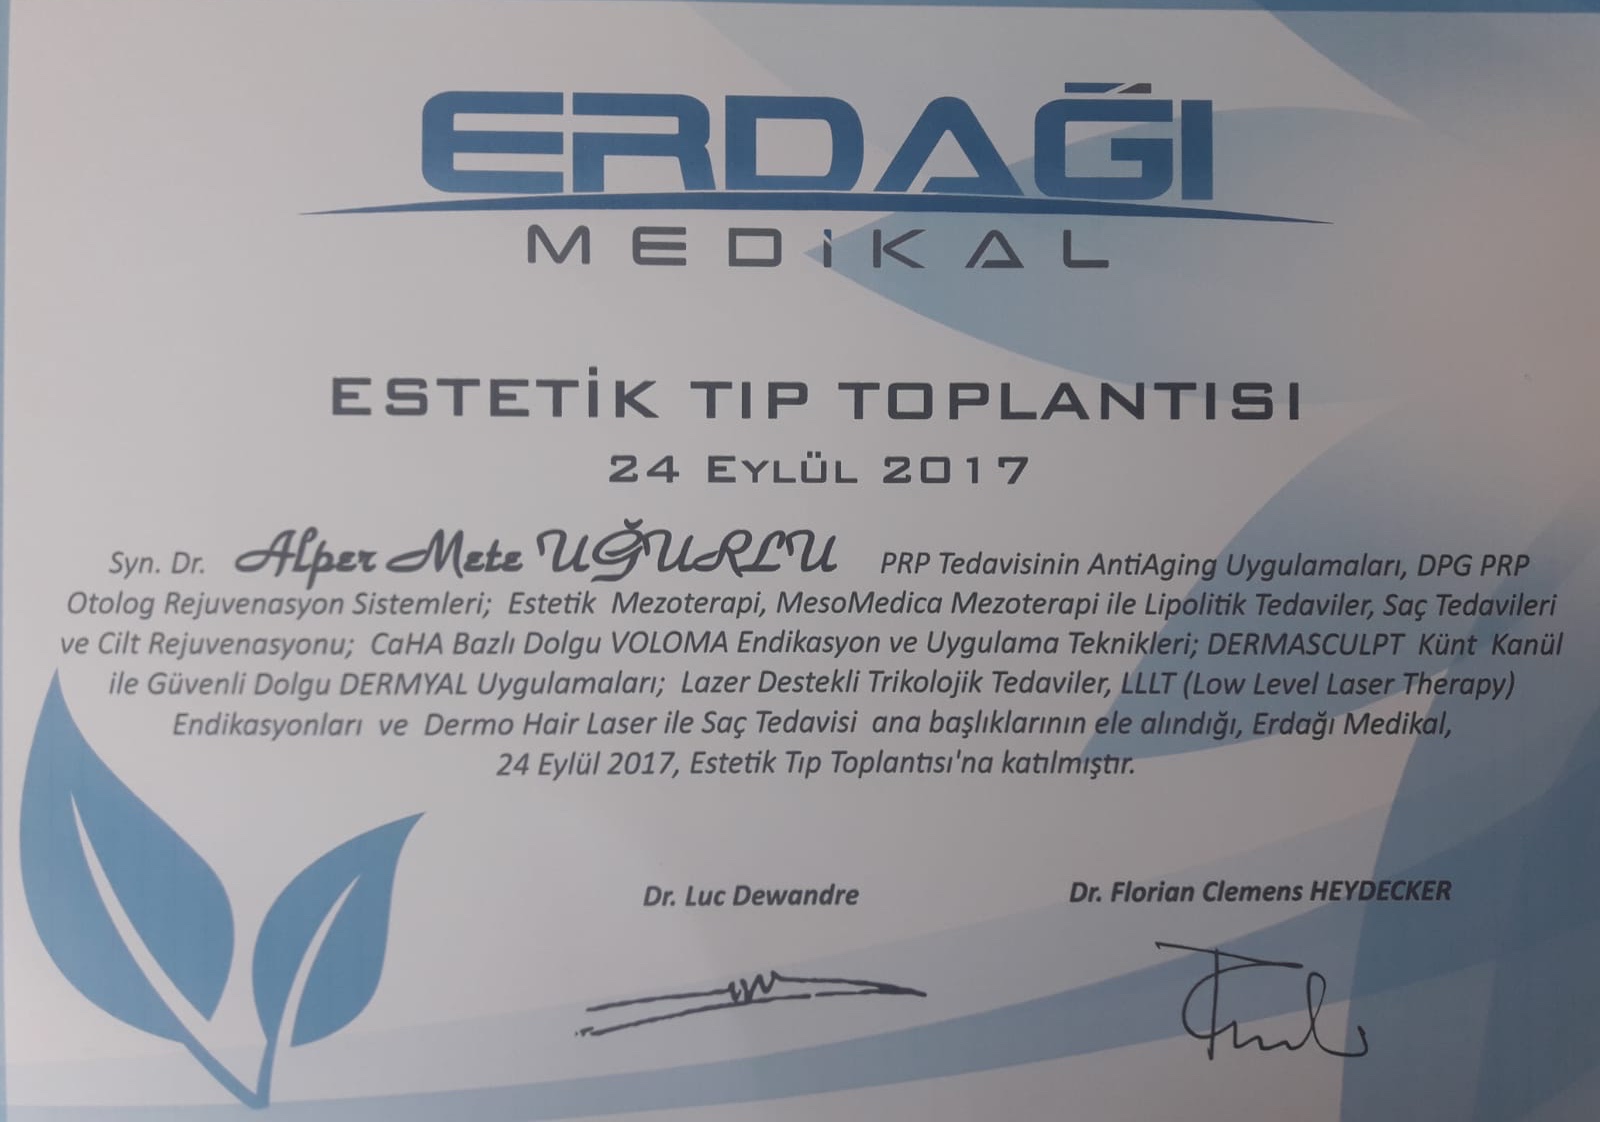 ERDAĞI
MEDİKAL
ESTETİK TIP TOPLANTISI
24 EYLÜL 2017
Syn. Dr. Alper Mete UĞURLU PRP Tedavisinin AntiAging Uygulamaları, DPG PRP
Otolog Rejuvenasyon Sistemleri; Estetik Mezoterapi, MesoMedica Mezoterapi ile Lipolitik Tedaviler, Saç Tedavileri
ve Cilt Rejuvenasyonu; CaHA Bazlı Dolgu VOLOMA Endikasyon ve Uygulama Teknikleri; DERMASCULPT Künt Kanül
ile Güvenli Dolgu DERMYAL Uygulamaları; Lazer Destekli Trikolojik Tedaviler, LLLT (Low Level Laser Therapy)
Endikasyonları ve Dermo Hair Laser ile Saç Tedavisi ana başlıklarının ele alındığı, Erdağı Medikal,
24 Eylül 2017, Estetik Tıp Toplantısı'na katılmıştır.
Dr. Luc Dewandre
Dr. Florian Clemens HEYDECKER